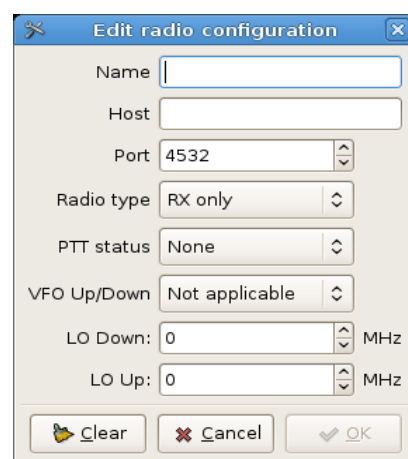 Edit radio configuration
Name
Host
Port 4532
Radio type RX only
PTT status None
VFO Up/Down Not applicable
LO Down: 0 MHz
LO Up: 0 MHz
Clear Cancel OK